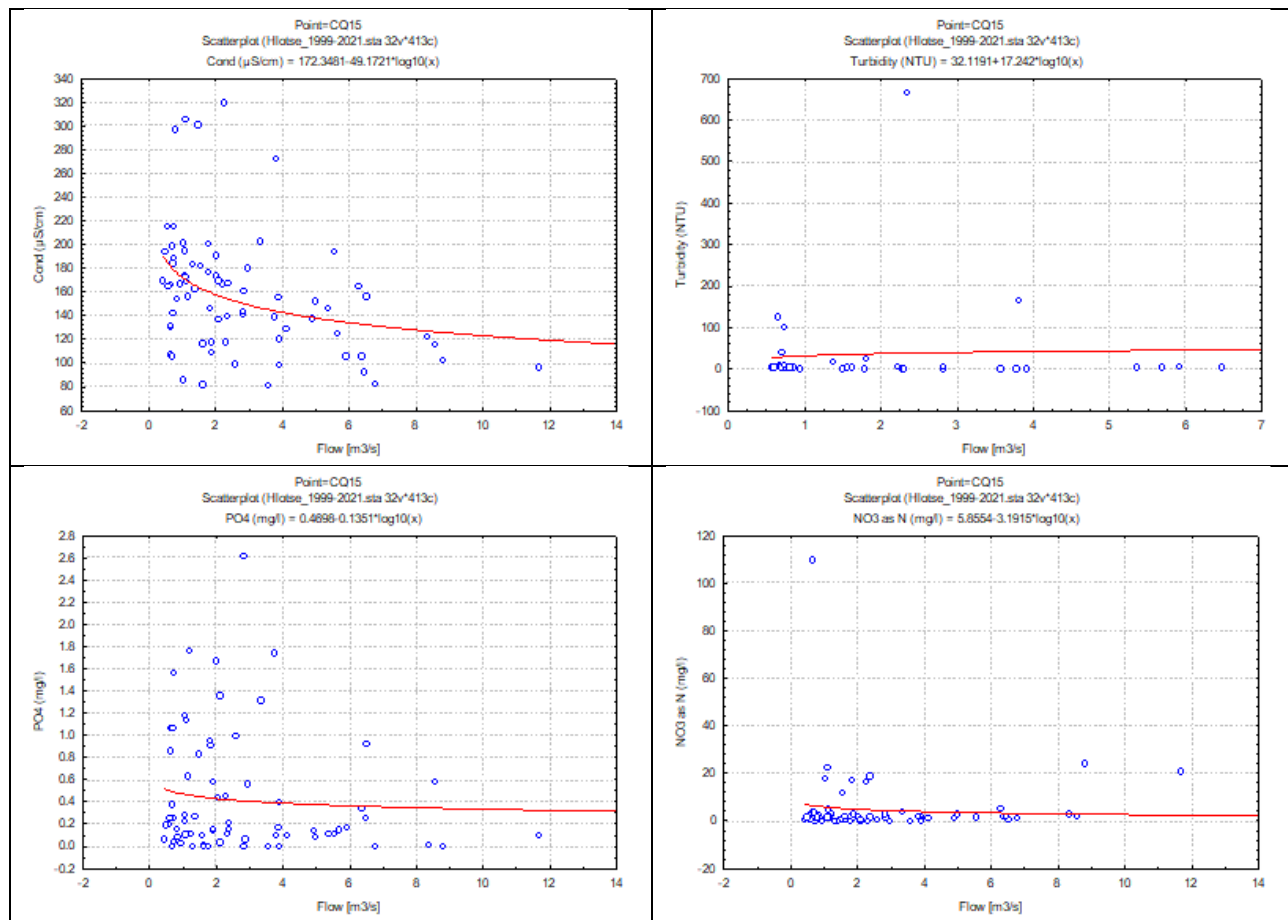 Point=CQ15
Scatterplot (Hlotse_1999-2021.sta 32v*413c)
Cond (µS/cm) = 172.3481-49.1721*log10(x)
340
320
300
280
260
240
220
200
180
160
140
120
100
80
60
Cond (µS/cm)
-2 0 2 4 6 8 10 12 14
Flow [m3/s]
Point=CQ15
Scatterplot (Hlotse_1999-2021.sta 32v*413c)
Turbidity (NTU) = 32.1191+17.242*log10(x)
700
600
500
400
300
200
100
0
-100
Turbidity (NTU)
0 1 2 3 4 5 6 7
Flow [m3/s]
Point=CQ15
Scatterplot (Hlotse_1999-2021.sta 32v*413c)
PO4 (mg/l) = 0.4698-0.1351*log10(x)
2.8
2.6
2.4
2.2
2.0
1.8
1.6
1.4
1.2
1.0
0.8
0.6
0.4
0.2
0.0
-0.2
PO4 (mg/l)
-2 0 2 4 6 8 10 12 14
Flow [m3/s]
Point=CQ15
Scatterplot (Hlotse_1999-2021.sta 32v*413c)
NO3 as N (mg/l) = 5.8554-3.1915*log10(x)
120
100
80
60
40
20
0
-20
NO3 as N (mg/l)
-2 0 2 4 6 8 10 12 14
Flow [m3/s]